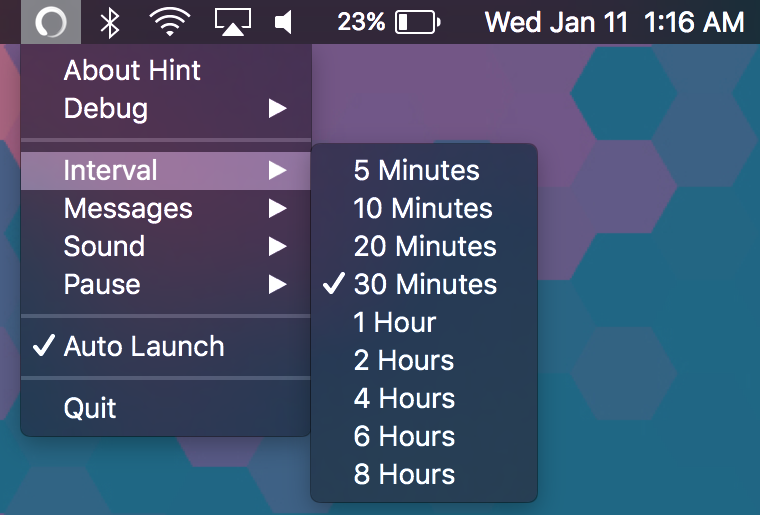 23% Wed Jan 11 1:16 AM
About Hint
Debug
Interval
Messages
Sound
Pause
Auto Launch
Quit
5 Minutes
10 Minutes
20 Minutes
30 Minutes
1 Hour
2 Hours
4 Hours
6 Hours
8 Hours